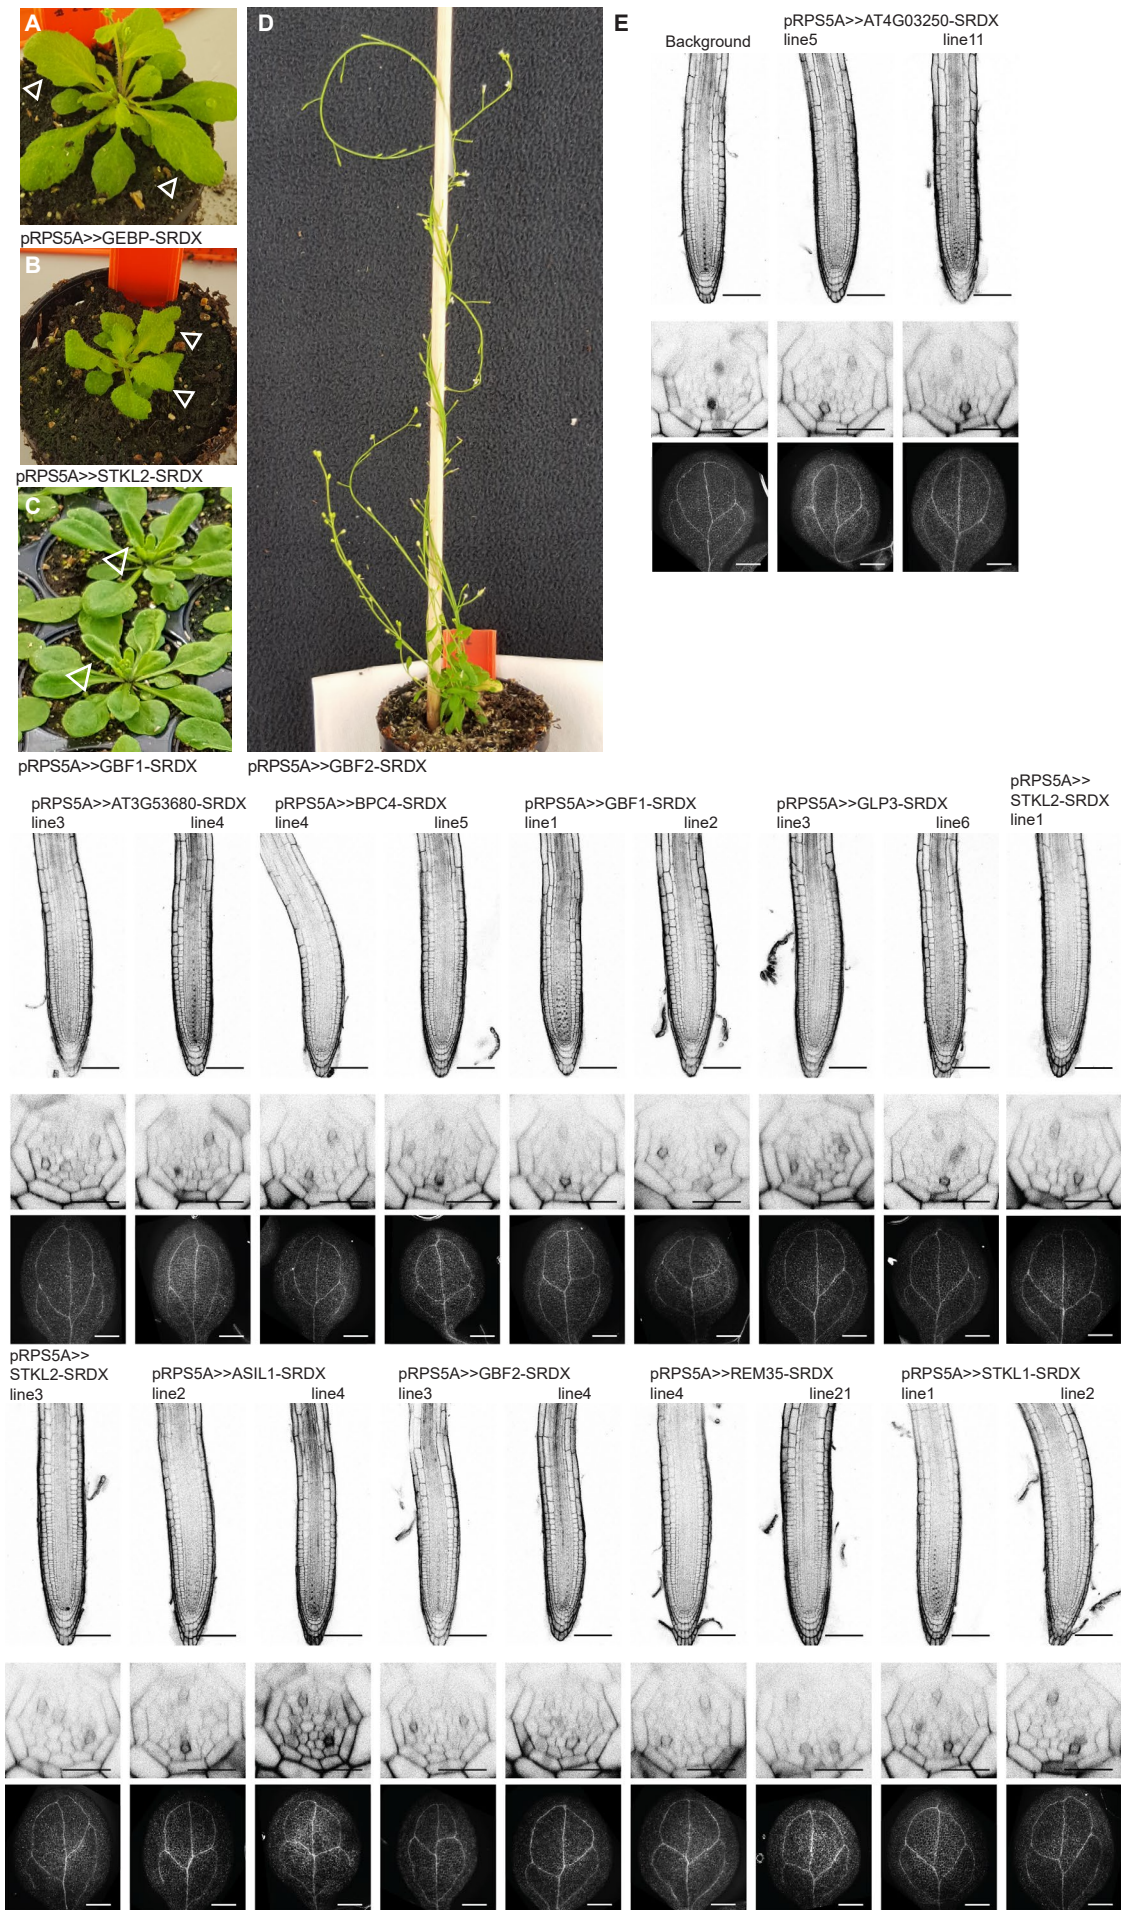 A
pRPS5A>>GEBP-SRDX
B
pRPS5A>>STKL2-SRDX
C
pRPS5A>>GBF1-SRDX
D
pRPS5A>>GBF2-SRDX
E
Background
pRPS5A>>AT4G03250-SRDX
line5 line11
pRPS5A>>AT3G53680-SRDX
line3 line4
pRPS5A>>BPC4-SRDX
line4 line5
pRPS5A>>GBF1-SRDX
line1 line2
pRPS5A>>GLP3-SRDX
line3 line6
pRPS5A>>
STKL2-SRDX
line1
pRPS5A>>
STKL2-SRDX
line3
pRPS5A>>ASIL1-SRDX
line2 line4
pRPS5A>>GBF2-SRDX
line3 line4
pRPS5A>>REM35-SRDX
line4 line21
pRPS5A>>STKL1-SRDX
line1 line2